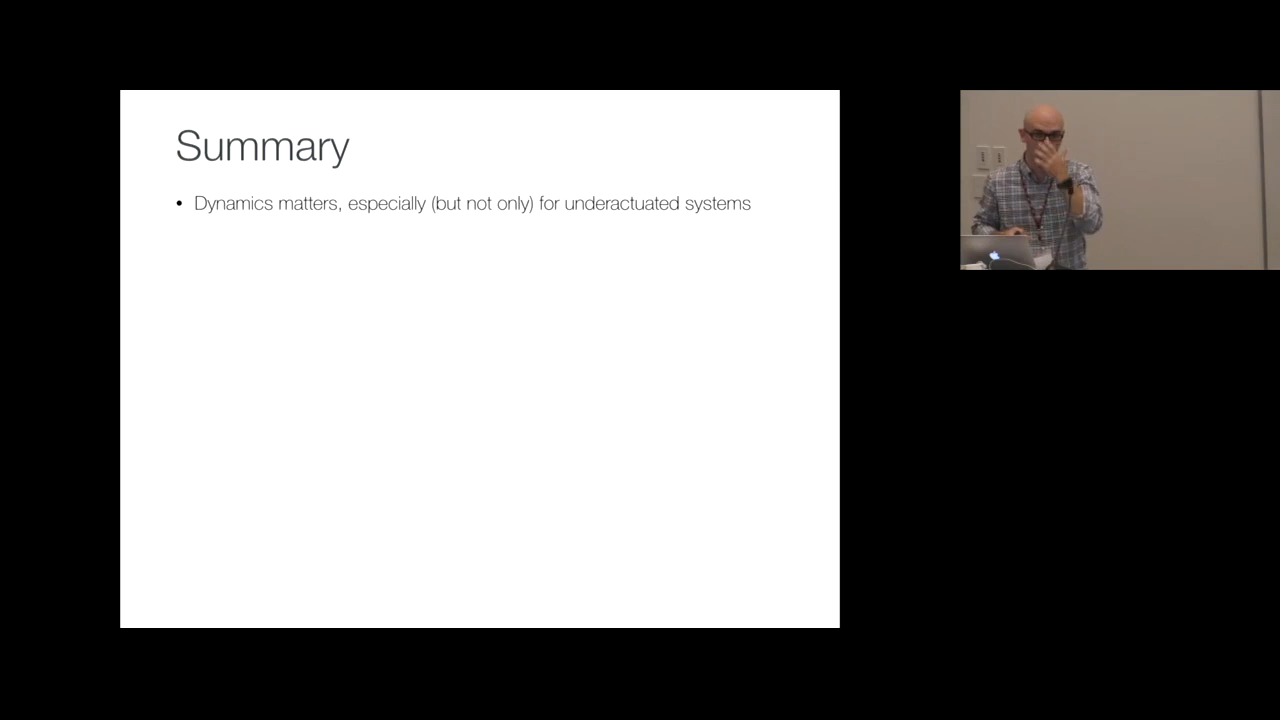 Summary
• Dynamics matters, especially (but not only) for underactuated systems